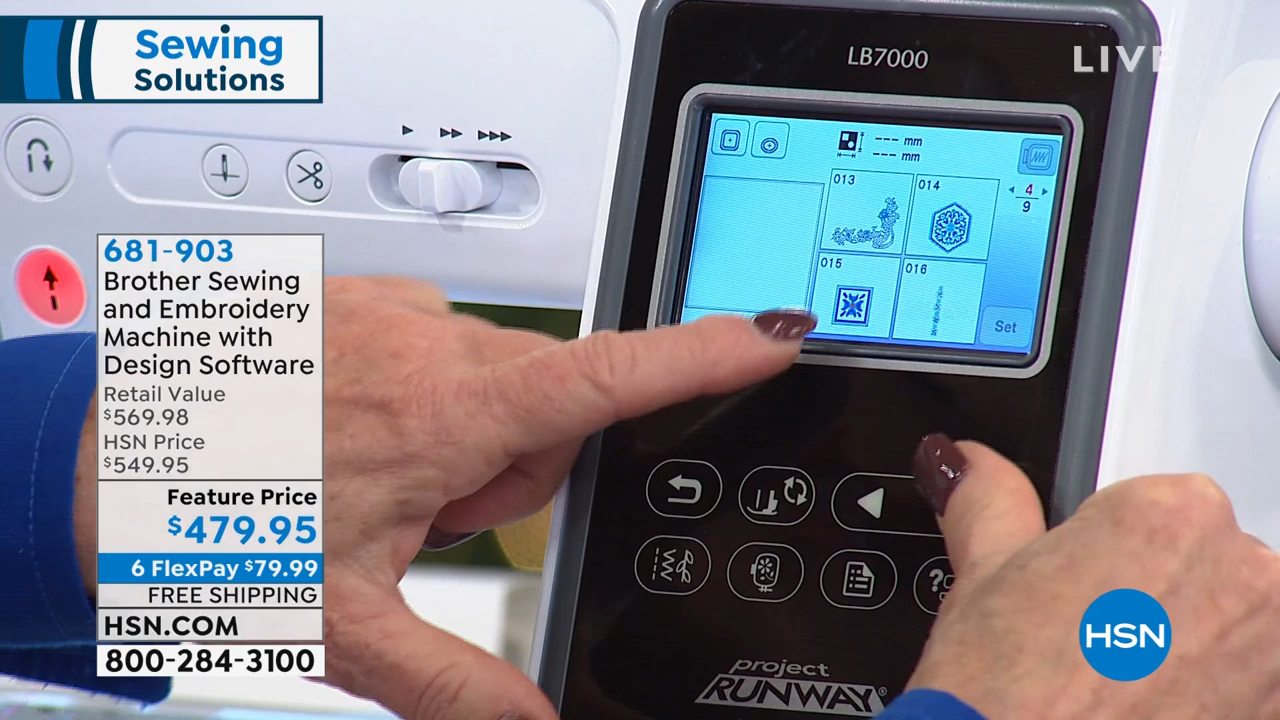 Sewing
Solutions
LB7000
LIVE
--- mm
--- mm
013
014
4
9
015
016
Set
681-903
Brother Sewing
and Embroidery
Machine with
Design Software
Retail Value
$569.98
HSN Price
$549.95
Feature Price
$479.95
6 FlexPay $79.99
FREE SHIPPING
HSN.COM
800-284-3100
?
project
RUNWAY®
HSN